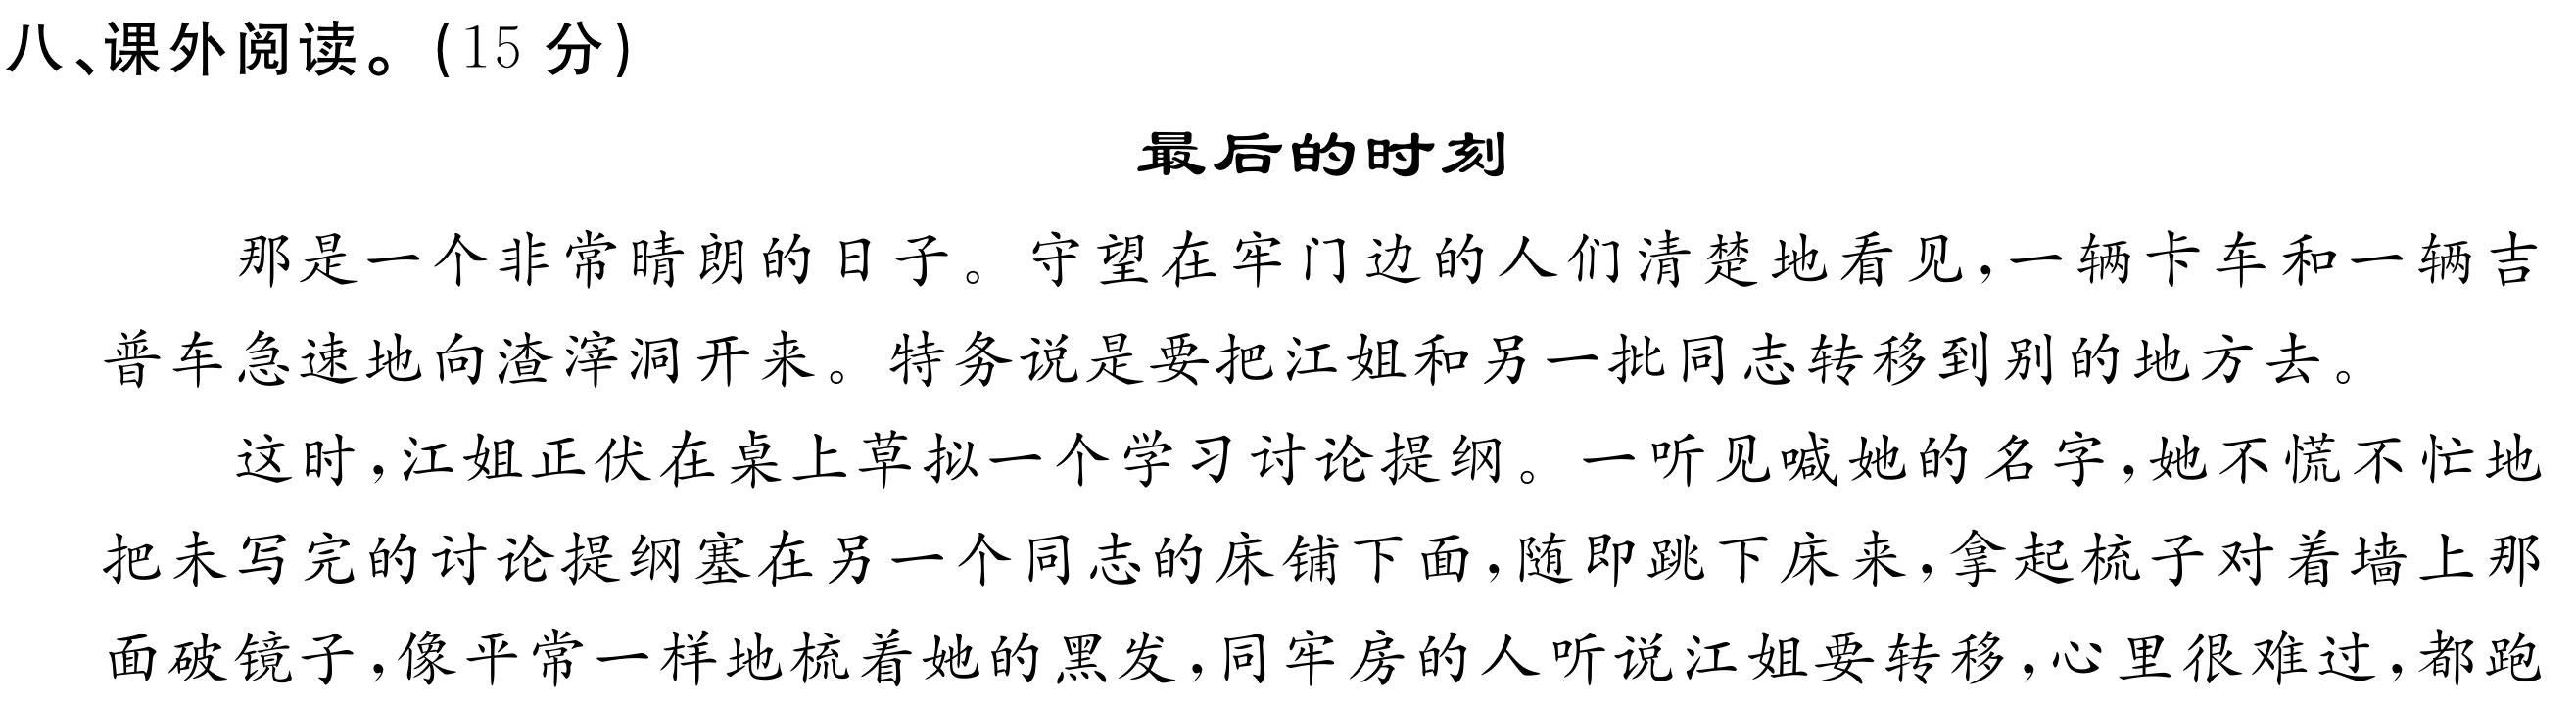 八、课外阅读。(15 分)
最后的时刻
那是一个非常晴朗的日子。守望在牢门边的人们清楚地看见,一辆卡车和一辆吉
普车急速地向渣滓洞开来。特务说是要把江姐和另一批同志转移到别的地方去。
这时,江姐正伏在桌上草拟一个学习讨论提纲。一听见喊她的名字,她不慌不忙地
把未写完的讨论提纲塞在另一个同志的床铺下面,随即跳下床来,拿起梳子对着墙上那
面破镜子,像平常一样地梳着她的黑发,同牢房的人听说江姐要转移,心里很难过,都跑